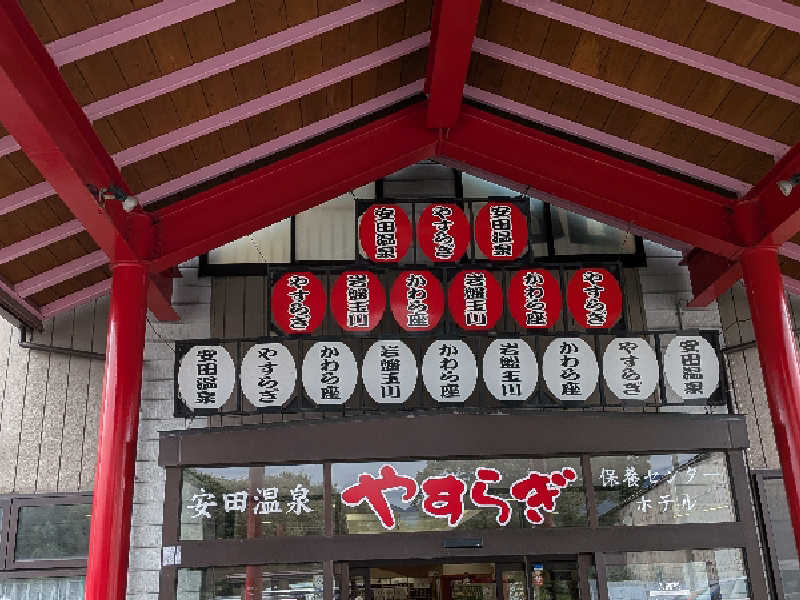 安田温泉 やすらぎ 安田温泉
やすらぎ 岩盤玉川 かわら座 岩盤玉川 かわら座 やすらぎ
安田温泉 やすらぎ かわら座 岩盤玉川 かわら座 岩盤玉川 かわら座 やすらぎ 安田温泉
安田温泉 やすらぎ 保養センター
ホテル